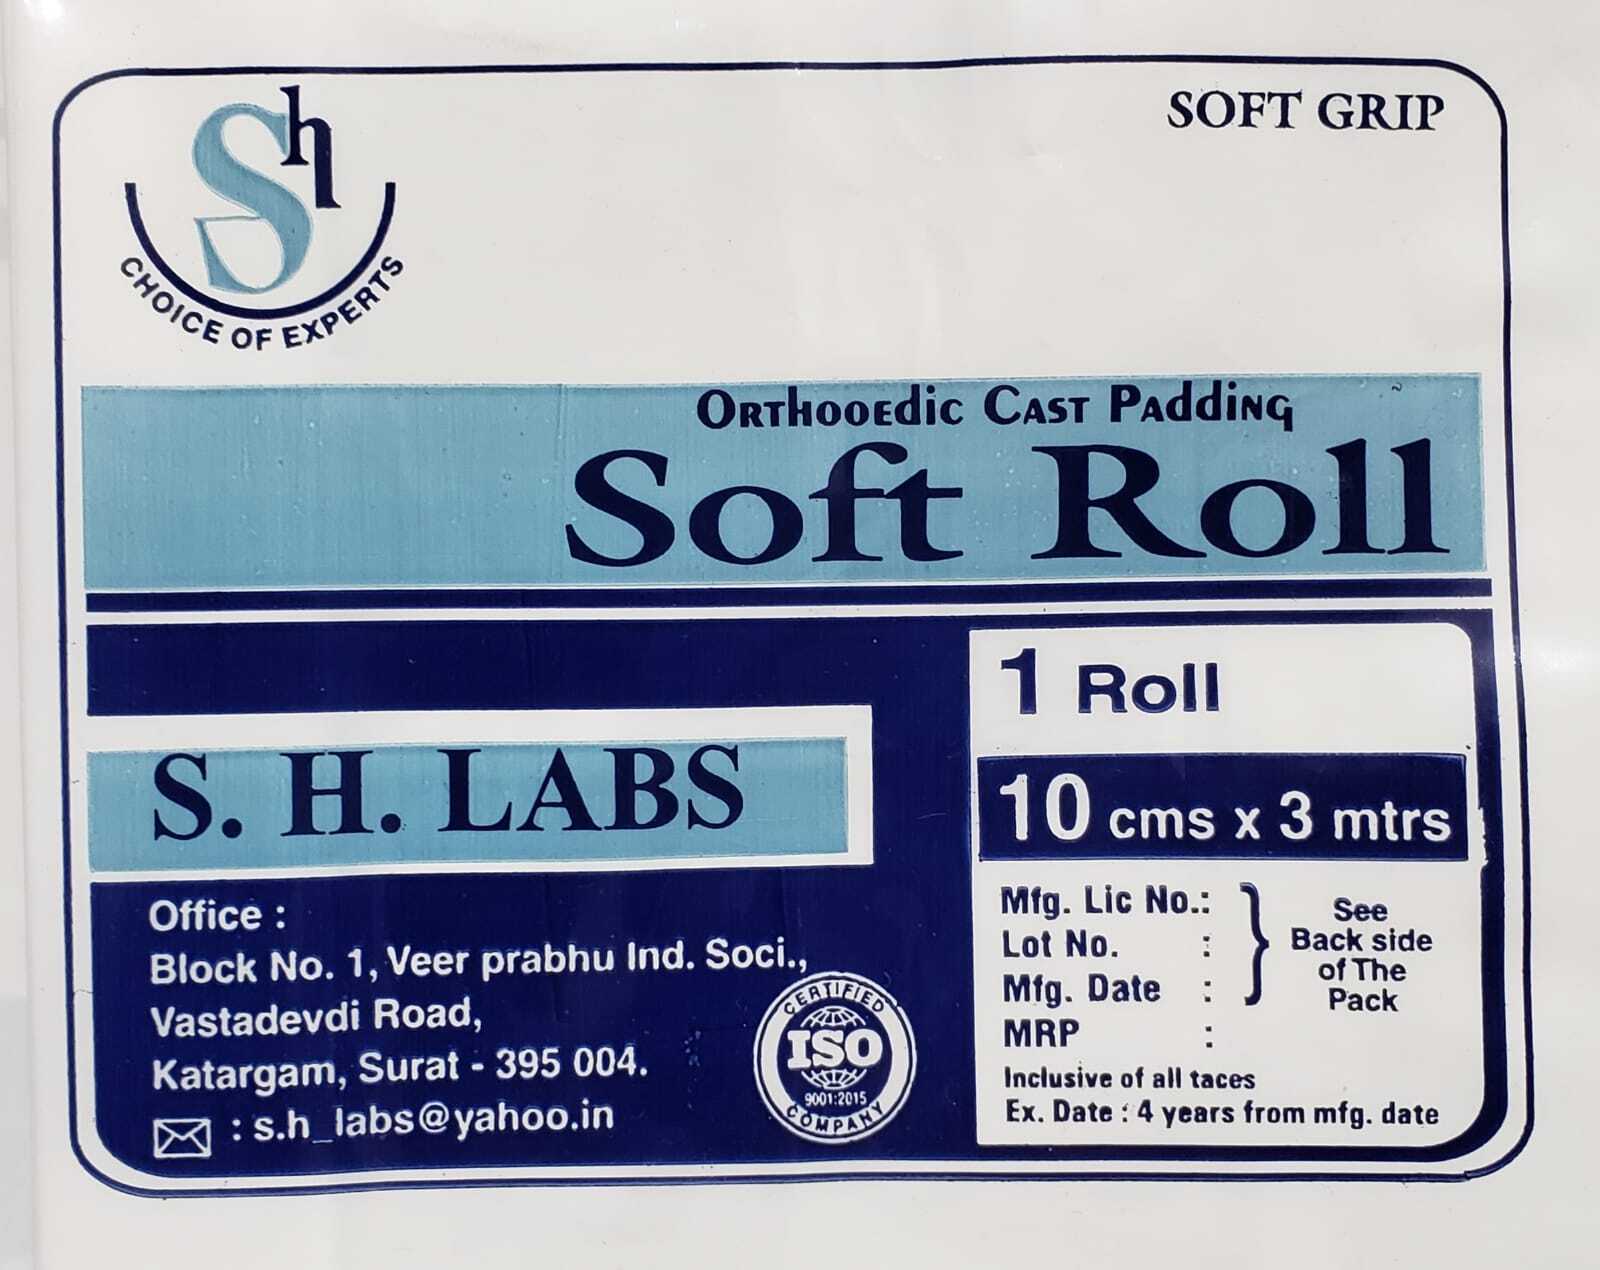 Sh
CHOICE OF EXPERTS
SOFT GRIP
Orthooedic Cast Padding
Soft Roll
S. H. LABS
Office :
Block No. 1, Veer prabhu Ind. Soci.,
Vastadevdi Road,
Katargam, Surat - 395 004.
: s.h_labs@yahoo.in
CERTIFIED
ISO
9001:2015
COMPANY
1 Roll
10 cms x 3 mtrs
Mfg. Lic No.:
Lot No. :
Mfg. Date :
MRP :
See
Back side
of The
Pack
Inclusive of all taces
Ex. Date : 4 years from mfg. date